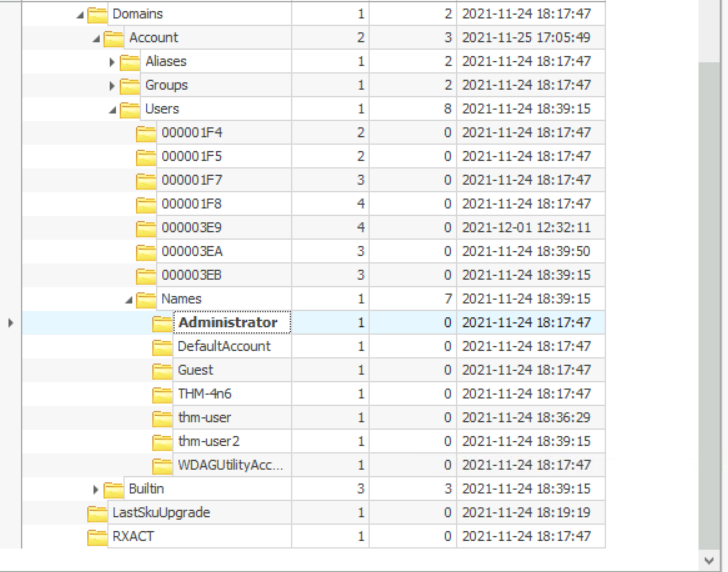 Domains 1 2 2021-11-24 18:17:47
Account 2 3 2021-11-25 17:05:49
Aliases 1 2 2021-11-24 18:17:47
Groups 1 2 2021-11-24 18:17:47
Users 1 8 2021-11-24 18:39:15
000001F4 2 0 2021-11-24 18:17:47
000001F5 2 0 2021-11-24 18:17:47
000001F7 3 0 2021-11-24 18:17:47
000001F8 4 0 2021-11-24 18:17:47
000003E9 4 0 2021-12-01 12:32:11
000003EA 3 0 2021-11-24 18:39:50
000003EB 3 0 2021-11-24 18:39:15
Names 1 7 2021-11-24 18:39:15
Administrator 1 0 2021-11-24 18:17:47
DefaultAccount 1 0 2021-11-24 18:17:47
Guest 1 0 2021-11-24 18:17:47
THM-4n6 1 0 2021-11-24 18:17:47
thm-user 1 0 2021-11-24 18:36:29
thm-user2 1 0 2021-11-24 18:39:15
WDAGUtilityAcc... 1 0 2021-11-24 18:17:47
Builtin 3 3 2021-11-24 18:39:15
LastSkuUpgrade 1 0 2021-11-24 18:19:19
RXACT 1 0 2021-11-24 18:17:47